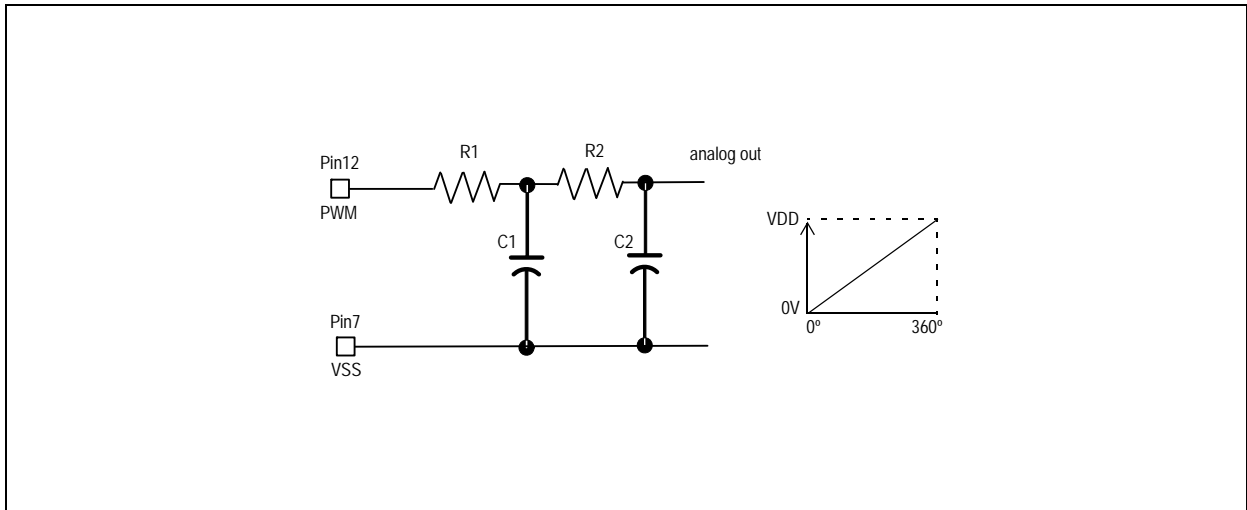 R1
R2
analog out
Pin12
PWM
C1
C2
VDD
0V
0º
360º
Pin7
VSS